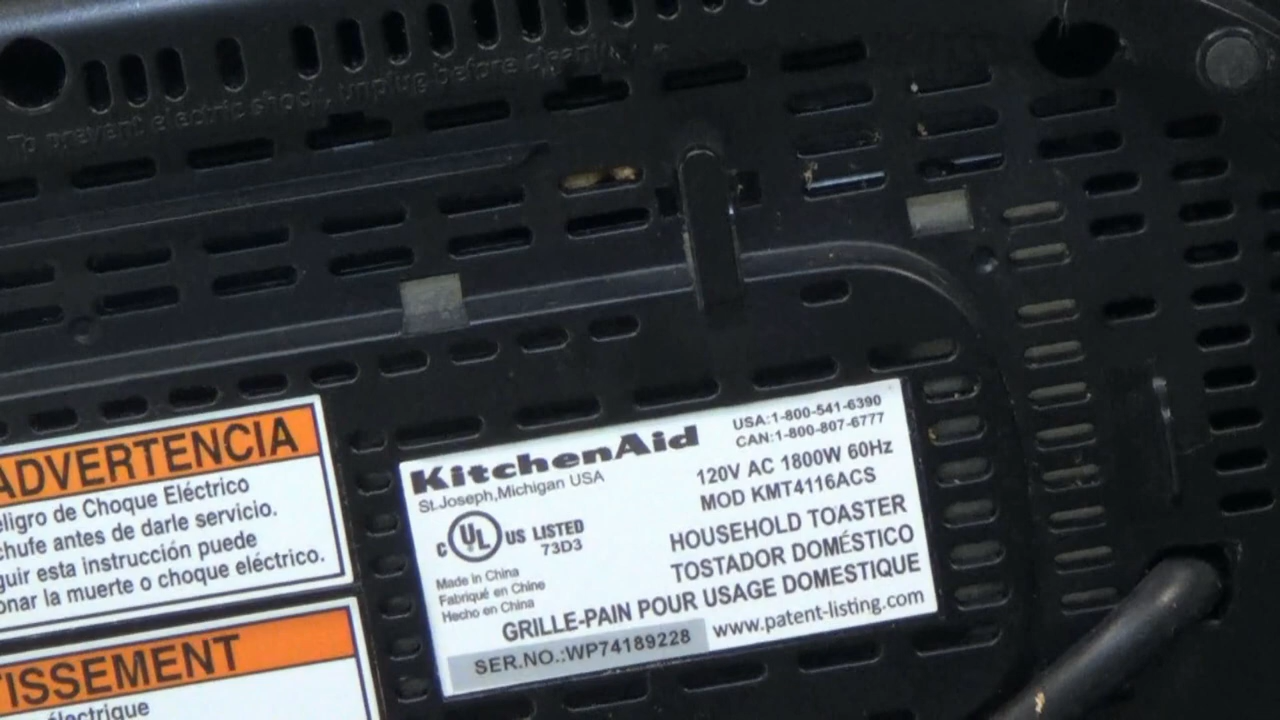 To prevent electric shock, unplug before cleaning
ADVERTENCIA
eligro de Choque Eléctrico
chufe antes de darle servicio.
guir esta instrucción puede
onar la muerte o choque eléctrico.
TISSEMENT
électrique
KitchenAid
St.Joseph,Michigan USA
USA:1-800-541-6390
CAN:1-800-807-6777
120V AC 1800W 60Hz
MOD KMT4116ACS
C UL US LISTED
73D3
HOUSEHOLD TOASTER
TOSTADOR DOMÉSTICO
GRILLE-PAIN POUR USAGE DOMESTIQUE
Made in China
Fabriqué en Chine
Hecho en China
SER.NO.:WP74189228
www.patent-listing.com